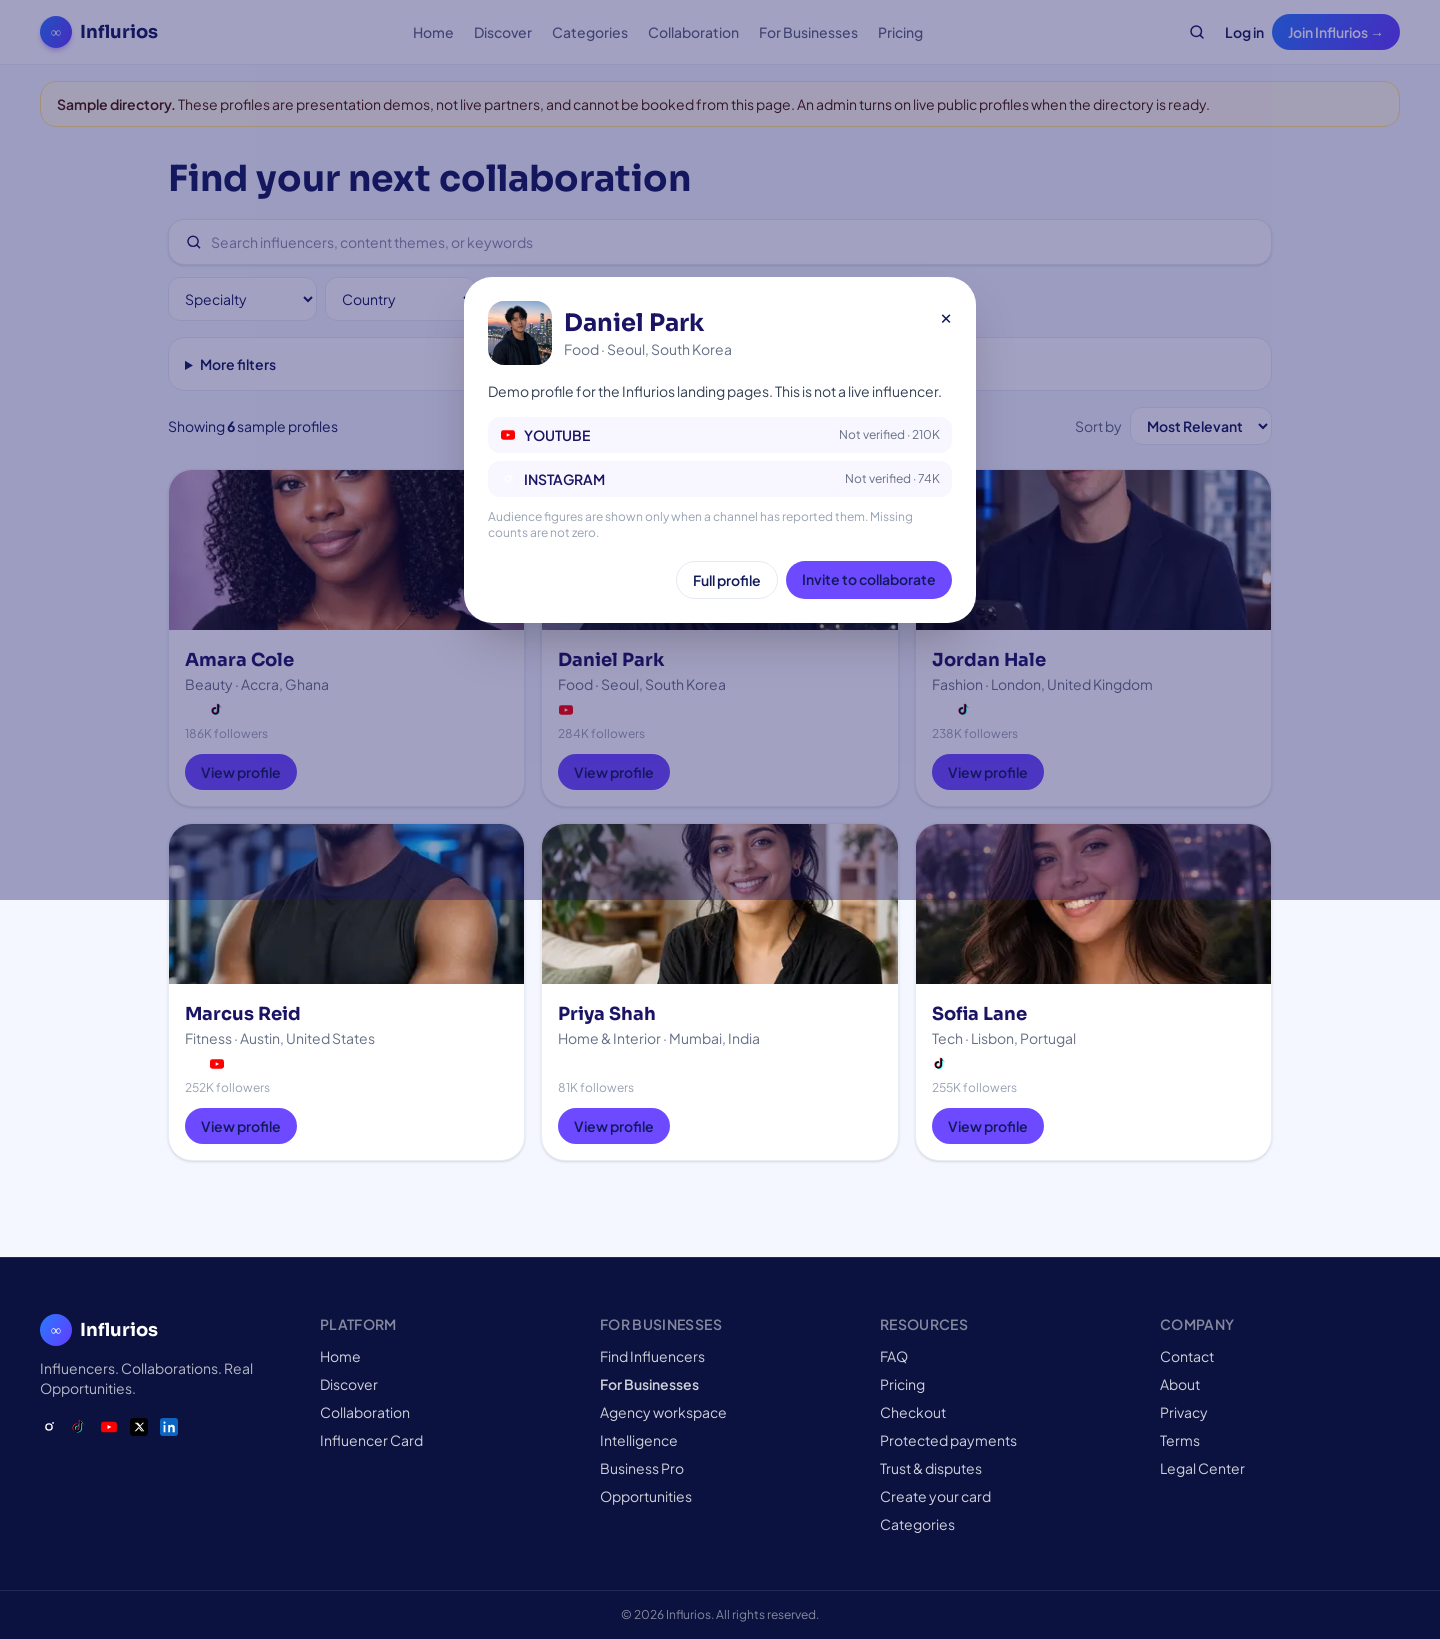 Influrios
Home Discover Categories Collaboration For Businesses Pricing
Log in
Join Influrios →
Sample directory. These profiles are presentation demos, not live partners, and cannot be booked from this page. An admin turns on live public profiles when the directory is ready.
Find your next collaboration
Search influencers, content themes, or keywords
Specialty
Country
More filters
Showing 6 sample profiles
Sort by
Most Relevant
Daniel Park
Food · Seoul, South Korea
×
Demo profile for the Influrios landing pages. This is not a live influencer.
YOUTUBE
Not verified · 210K
INSTAGRAM
Not verified · 74K
Audience figures are shown only when a channel has reported them. Missing
counts are not zero.
Full profile
Invite to collaborate
Amara Cole
Beauty · Accra, Ghana
186K followers
View profile
Daniel Park
Food · Seoul, South Korea
284K followers
View profile
Jordan Hale
Fashion · London, United Kingdom
238K followers
View profile
Marcus Reid
Fitness · Austin, United States
252K followers
View profile
Priya Shah
Home & Interior · Mumbai, India
81K followers
View profile
Sofia Lane
Tech · Lisbon, Portugal
255K followers
View profile
Influrios
Influencers. Collaborations. Real
Opportunities.
PLATFORM
Home
Discover
Collaboration
Influencer Card
FOR BUSINESSES
Find Influencers
For Businesses
Agency workspace
Intelligence
Business Pro
Opportunities
RESOURCES
FAQ
Pricing
Checkout
Protected payments
Trust & disputes
Create your card
Categories
COMPANY
Contact
About
Privacy
Terms
Legal Center
© 2026 Influrios. All rights reserved.